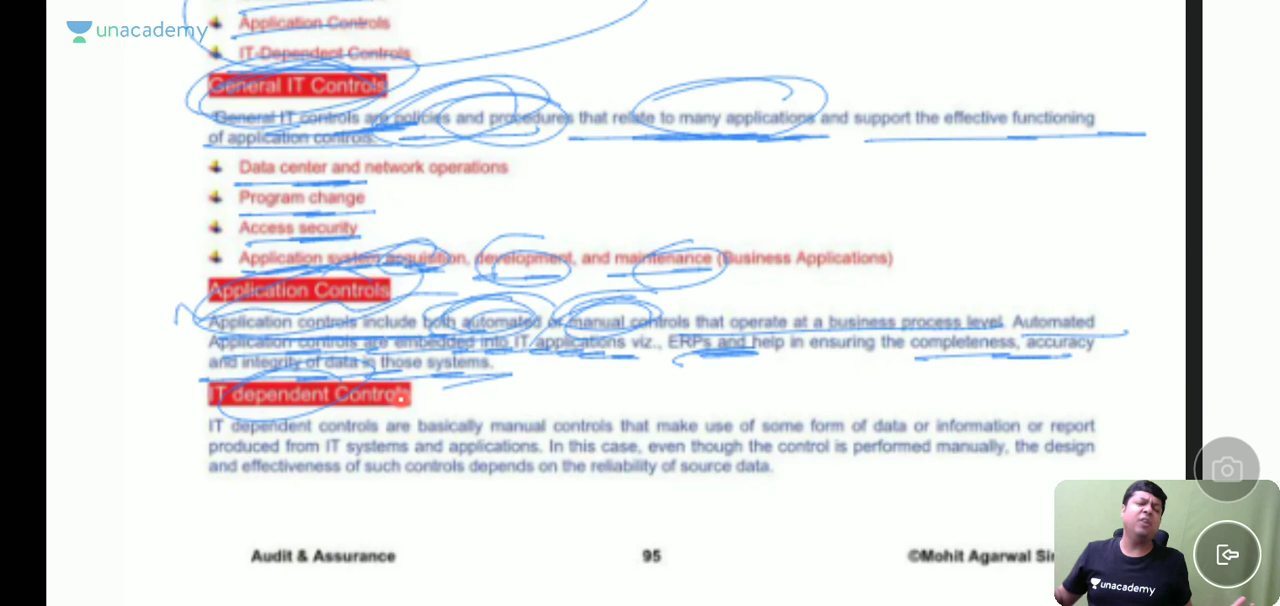 unacademy
Application Controls
IT-Dependent Controls
General IT Controls
General IT controls are policies and procedures that relate to many applications and support the effective functioning
of application controls.
Data center and network operations
Program change
Access security
Application system acquisition, development, and maintenance (Business Applications)
Application Controls
Application controls include both automated or manual controls that operate at a business process level. Automated
Application controls are embedded into IT applications viz., ERPs and help in ensuring the completeness, accuracy
and integrity of data in those systems.
IT dependent Controls
IT dependent controls are basically manual controls that make use of some form of data or information or report
produced from IT systems and applications. In this case, even though the control is performed manually, the design
and effectiveness of such controls depends on the reliability of source data.
Audit & Assurance 95 ©Mohit Agarwal
unacademy